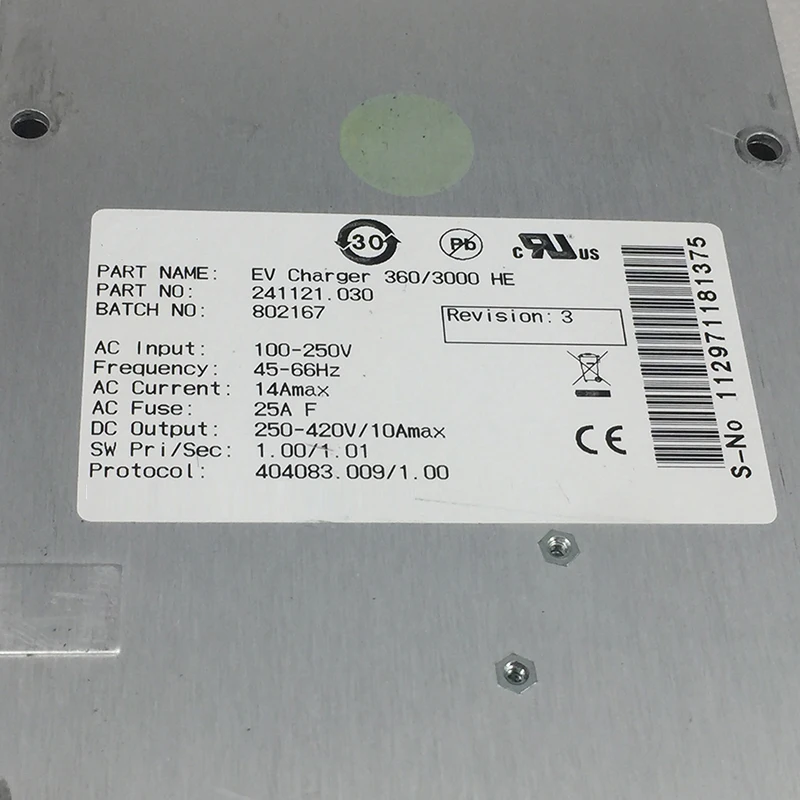 30
Pb
c RU US
PART NAME: EV Charger 360/3000 HE
PART NO: 241121.030
BATCH NO: 802167
Revision: 3
AC Input: 100-250V
Frequency: 45-66Hz
AC Current: 14Amax
AC Fuse: 25A F
DC Output: 250-420V/10Amax
SW Pri/Sec: 1.00/1.01
Protocol: 404083.009/1.00
CE
S-No 112971181375